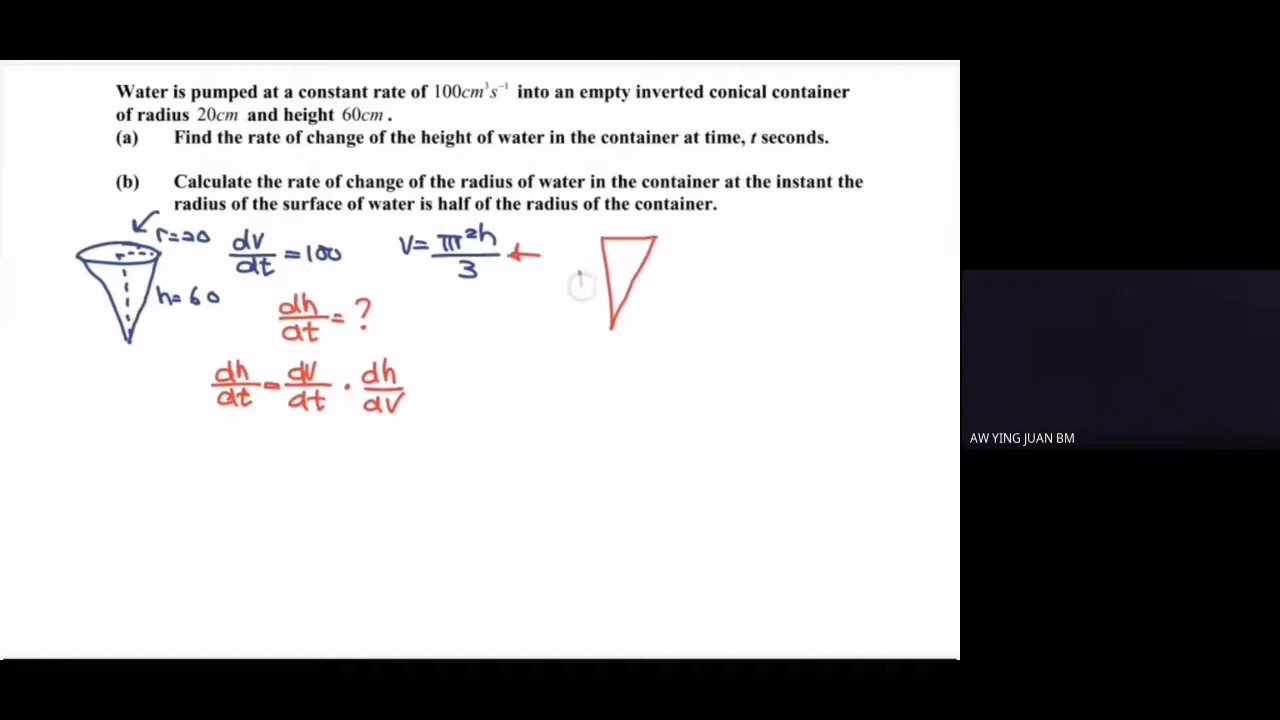 Water is pumped at a constant rate of 100cm³s⁻¹ into an empty inverted conical container
of radius 20cm and height 60cm.
(a) Find the rate of change of the height of water in the container at time, t seconds.
(b) Calculate the rate of change of the radius of water in the container at the instant the
radius of the surface of water is half of the radius of the container.
r=20
h=60
dv/dt = 100
V= πr²h/3
dh/dt = ?
dh/dt = dV/dt · dh/dV
AW YING JUAN BM